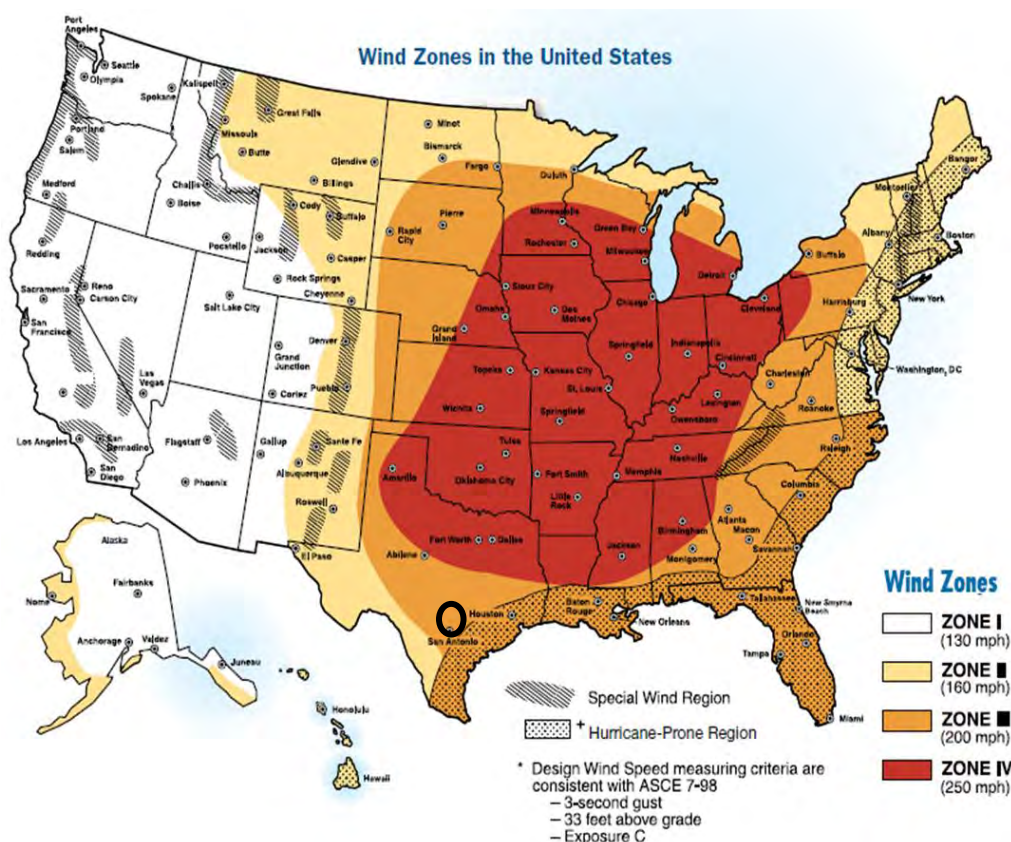 Wind Zones in the United States
Port
Angeles
Seattle
Olympia
Spokane
Kalispell
Great Falls
Portland
Salem
Missoula
Butte
Glendive
Billings
Minot
Bismarck
Fargo
Duluth
Bangor
Montpelier
Medford
Challis
Boise
Cody
Buffalo
Rapid
City
Pierre
Minneapolis
Rochester
Green Bay
Milwaukee
Albany
Boston
Redding
Pocatello
Jackson
Casper
Detroit
Buffalo
Rock Springs
Cheyenne
Sioux City
Chicago
Cleveland
Harrisburg
New York
Sacramento
Reno
Carson City
Salt Lake City
Omaha
Des
Moines
San
Francisco
Grand
Island
Denver
Grand
Junction
Springfield
Indianapolis
Cincinnati
Washington, DC
Las
Vegas
Cortez
Pueblo
Topeka
Kansas City
St. Louis
Charleston
Lexington
Owensboro
Roanoke
Wichita
Springfield
Raleigh
Los Angeles
San
Bernadino
Flagstaff
Gallup
Sante Fe
Tulsa
Nashville
Albuquerque
Amarillo
Oklahoma City
Fort Smith
Memphis
San
Diego
Phoenix
Roswell
Little
Rock
Columbia
Atlanta
Macon
Birmingham
Fort Worth
Dallas
El Paso
Abilene
Jackson
Montgomery
Savannah
Alaska
Fairbanks
Nome
Anchorage
Valdez
Juneau
Houston
San Antonio
Baton
Rouge
New Orleans
Tallahassee
New Smyrna
Beach
Orlando
Tampa
Miami
Honolulu
Hawaii
Special Wind Region
+ Hurricane-Prone Region
* Design Wind Speed measuring criteria are
consistent with ASCE 7-98
– 3-second gust
– 33 feet above grade
– Exposure C
Wind Zones
ZONE I
(130 mph)
ZONE II
(160 mph)
ZONE III
(200 mph)
ZONE IV
(250 mph)